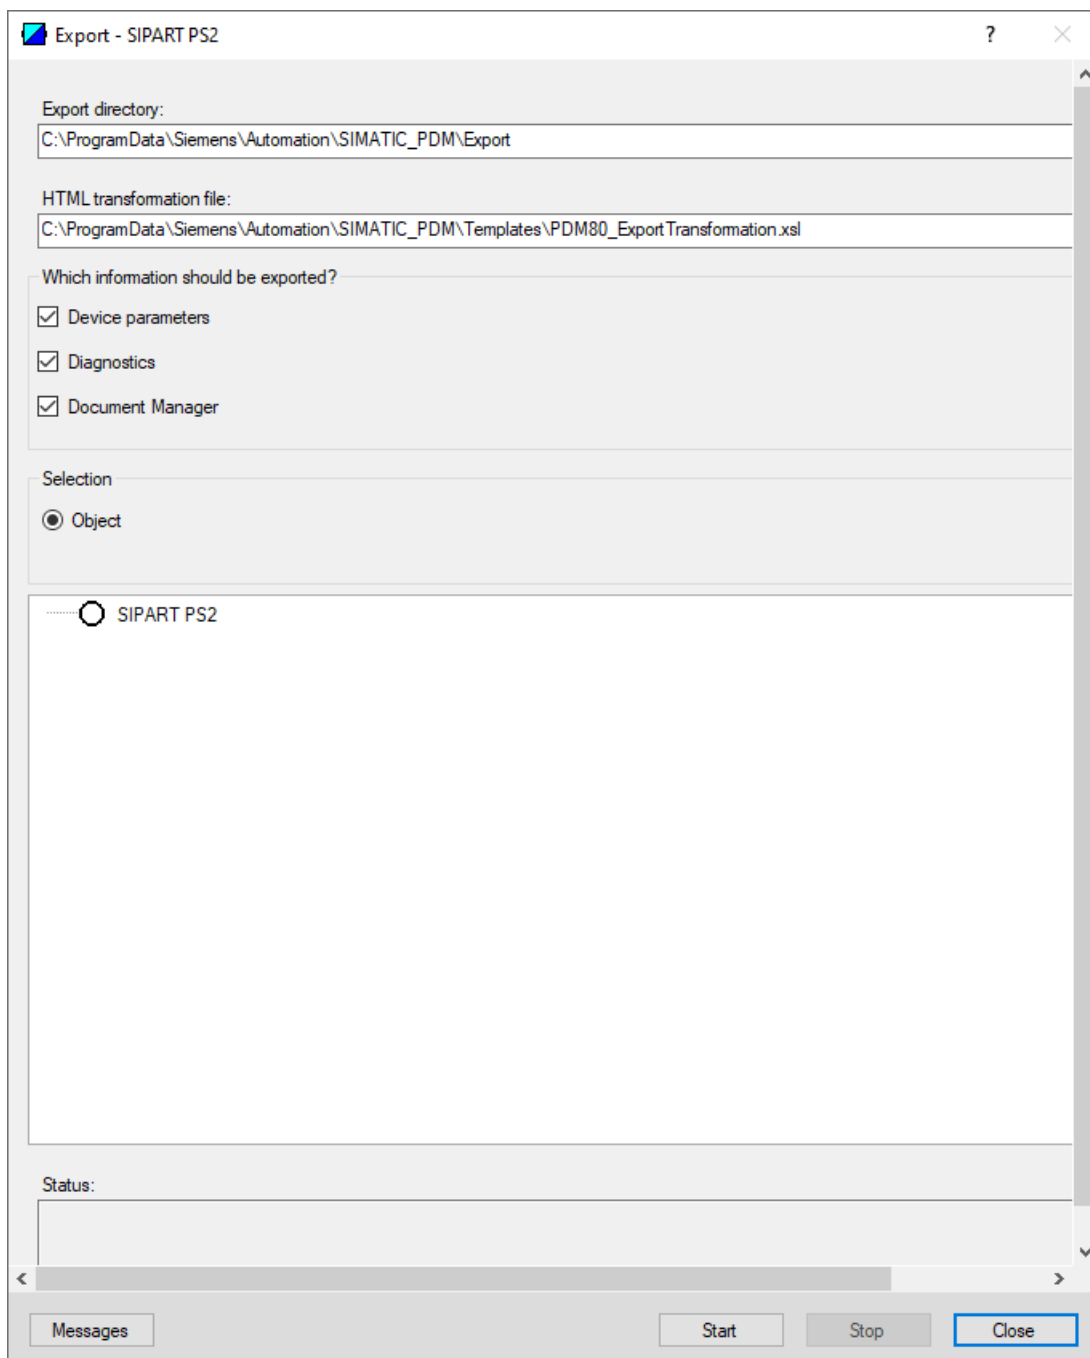 Export - SIPART PS2
?
Export directory:
C:\ProgramData\Siemens\Automation\SIMATIC_PDM\Export
HTML transformation file:
C:\ProgramData\Siemens\Automation\SIMATIC_PDM\Templates\PDM80_ExportTransformation.xsl
Which information should be exported?
Device parameters
Diagnostics
Document Manager
Selection
Object
SIPART PS2
Status:
Messages
Start
Stop
Close